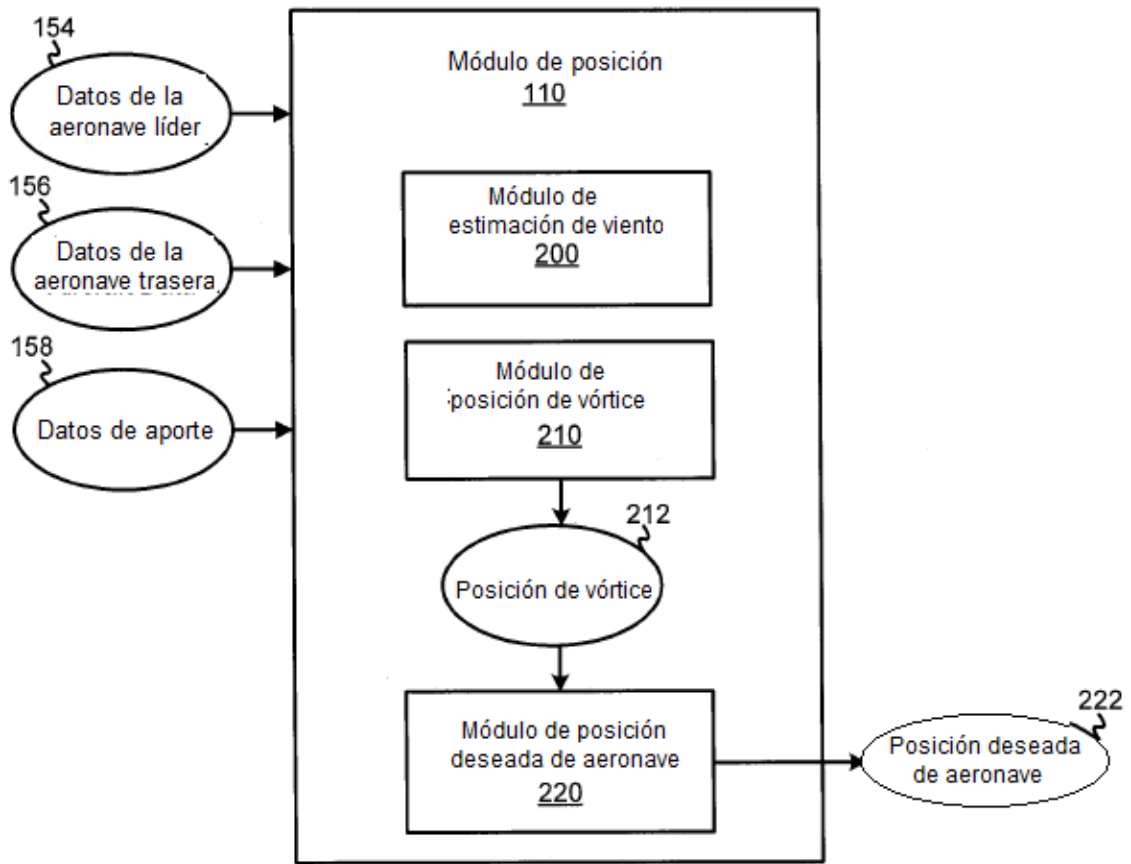 154
Datos de la
aeronave líder
156
Datos de la
aeronave trasera
158
Datos de aporte
Módulo de posición
110
Módulo de
estimación de viento
200
Módulo de
posición de vórtice
210
212
Posición de vórtice
Módulo de posición
deseada de aeronave
220
222
Posición deseada
de aeronave